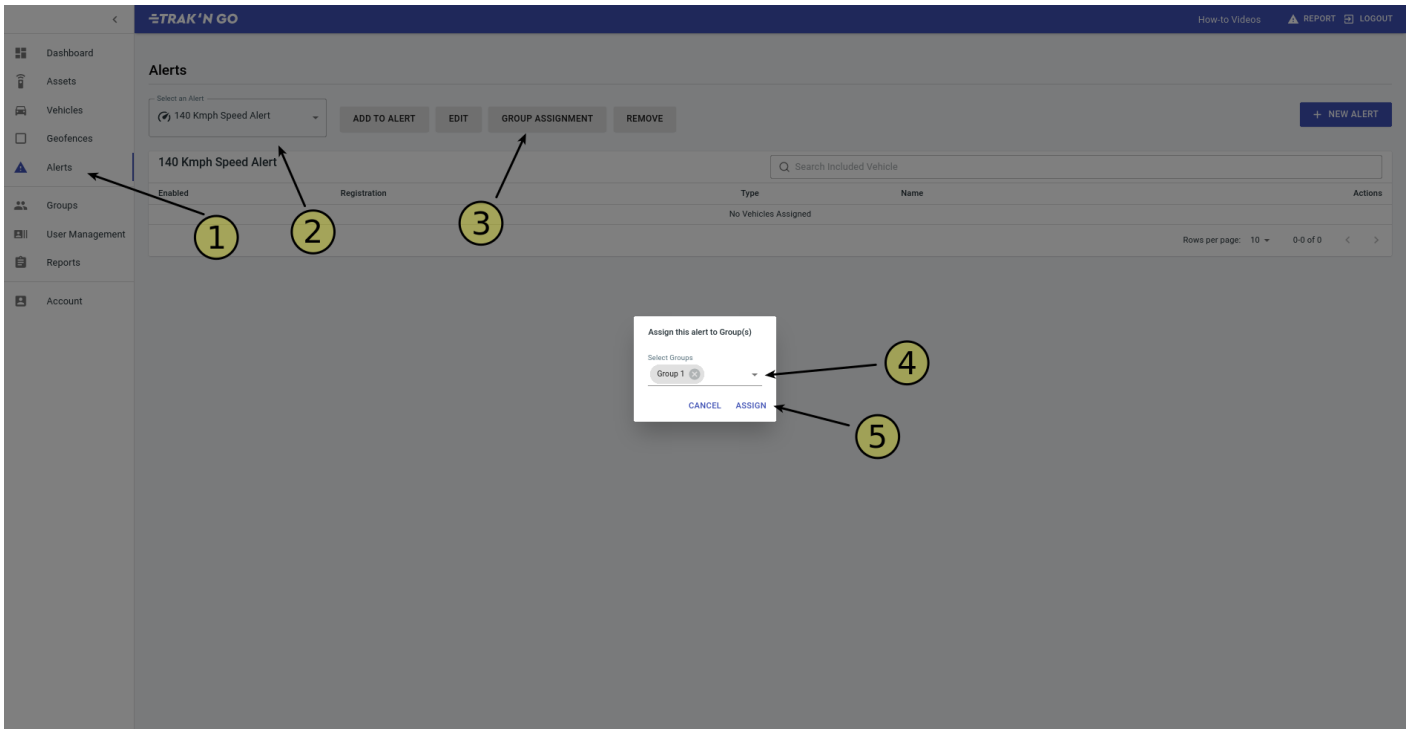 TRAK'N GO
How-to Videos
REPORT
LOGOUT
Dashboard
Assets
Vehicles
Geofences
Alerts
Groups
User Management
Reports
Account
Alerts
Select an Alert
140 Kmph Speed Alert
ADD TO ALERT
EDIT
GROUP ASSIGNMENT
REMOVE
+ NEW ALERT
140 Kmph Speed Alert
Search Included Vehicle
Enabled Registration Type Name Actions
No Vehicles Assigned
Rows per page: 10 0-0 of 0
1
2
3
Assign this alert to Group(s)
Select Groups
Group 1
CANCEL ASSIGN
4
5